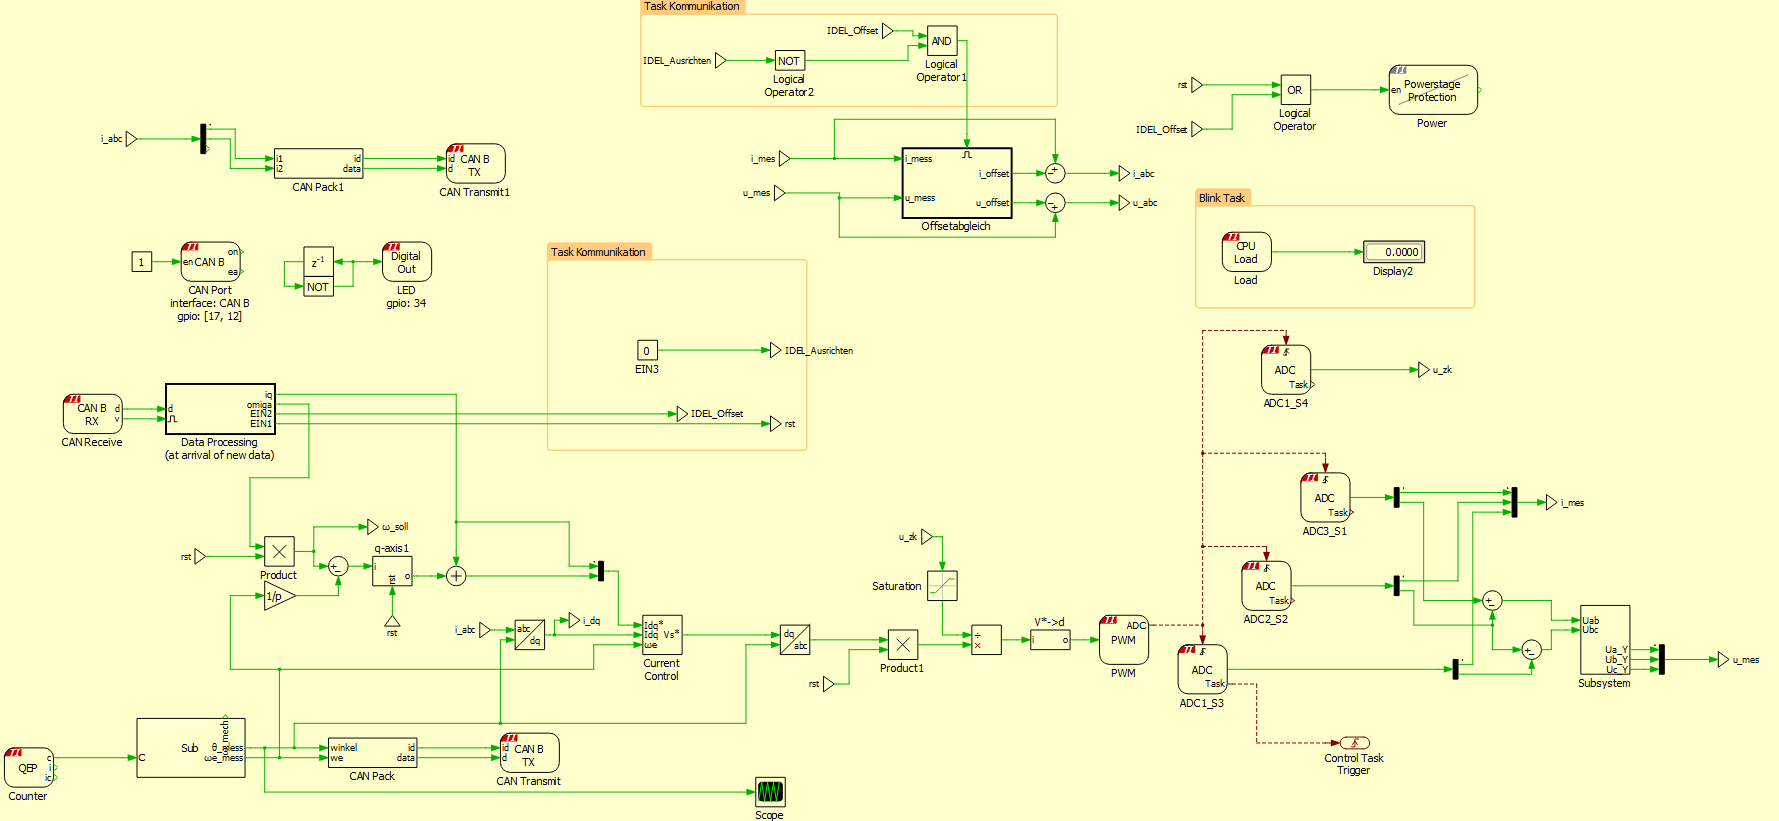 Task Kommunikation
IDEL_Offset
AND
Logical
Operator1
IDEL_Ausrichten
NOT
Logical
Operator2
rst
IDEL_Offset
OR
Logical
Operator
en
Powerstage
Protection
Power
i_abc
i1
i2
id
data
CAN Pack1
id
d
CAN B
TX
CAN Transmit1
i_mes
u_mes
i_mess
u_mess
i_offset
u_offset
Offsetabgleich
i_abc
u_abc
Blink Task
CPU
Load
Load
0.0000
Display2
1
en
CAN B
on
ea
CAN Port
interface: CAN B
gpio: [17, 12]
z-1
NOT
Digital
Out
LED
gpio: 34
Task Kommunikation
0
EIN3
IDEL_Ausrichten
IDEL_Offset
rst
ADC
Task
ADC1_S4
u_zk
CAN B
RX
d
v
CAN Receive
d
iq
omiga
EIN2
EIN1
Data Processing
(at arrival of new data)
ADC
Task
ADC3_S1
i_mes
rst
Product
ω_soll
1/p
q-axis1
i
rst
o
rst
u_zk
Saturation
ADC
Task
ADC2_S2
i_abc
abc
dq
i_dq
Idq*
Idq
ωe
Vs*
Current
Control
dq
abc
rst
Product1
÷
×
V*->d
i
o
ADC
PWM
PWM
ADC
Task
ADC1_S3
Uab
Ubc
Ua_Y
Ub_Y
Uc_Y
Subsystem
u_mes
Control Task
Trigger
QEP
c
i
ic
Counter
C
Sub
ωe_mess
winkel
we
id
data
CAN Pack
id
d
CAN B
TX
CAN Transmit
Scope